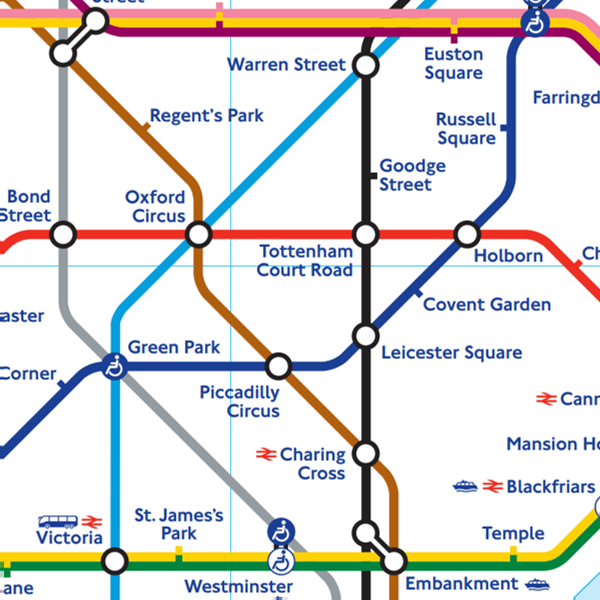 Street
Warren Street
Euston
Square
Farringd
Regent's Park
Russell
Square
Goodge
Street
Bond
Street
Oxford
Circus
Tottenham
Court Road
Holborn
Ch
aster
Covent Garden
Green Park
Leicester Square
Corner
Piccadilly
Circus
Cann
Charing
Cross
Mansion Ho
Blackfriars
St. James's
Park
Victoria
Temple
ane
Westminster
Embankment